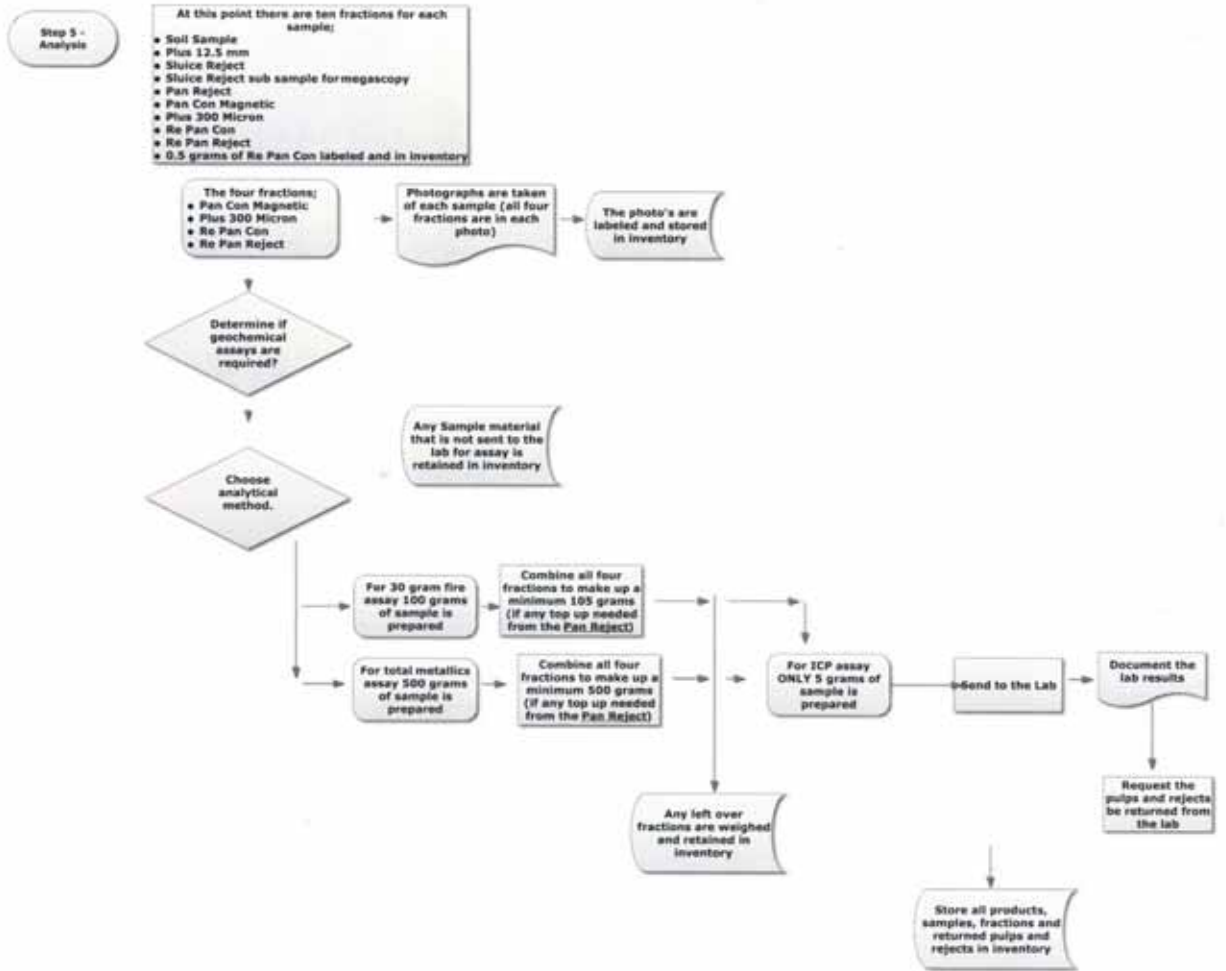 Step 5 -
Analysis
At this point there are ten fractions for each
sample;
• Soil Sample
• Plus 12.5 mm
• Sluice Reject
• Sluice Reject sub sample for megascopy
• Pan Reject
• Pan Con Magnetic
• Plus 300 Micron
• Re Pan Con
• Re Pan Reject
• 0.5 grams of Re Pan Con labeled and in inventory
The four fractions;
• Pan Con Magnetic
• Plus 300 Micron
• Re Pan Con
• Re Pan Reject
Photographs are taken
of each sample (all four
fractions are in each
photo)
The photo's are
labeled and stored
in inventory
Determine if
geochemical
assays are
required?
Any Sample material
that is not sent to the
lab for assay is
retained in inventory
Choose
analytical
method.
For 30 gram fire
assay 100 grams
of sample is
prepared
Combine all four
fractions to make up a
minimum 105 grams
(if any top up needed
from the Pan Reject)
For total metallics
assay 500 grams
of sample is
prepared
Combine all four
fractions to make up a
minimum 500 grams
(if any top up needed
from the Pan Reject)
For ICP assay
ONLY 5 grams of
sample is
prepared
Send to the Lab
Document the
lab results
Request the
pulps and rejects
be returned from
the lab
Any left over
fractions are weighed
and retained in
inventory
Store all products,
samples, fractions and
returned pulps and
rejects in inventory